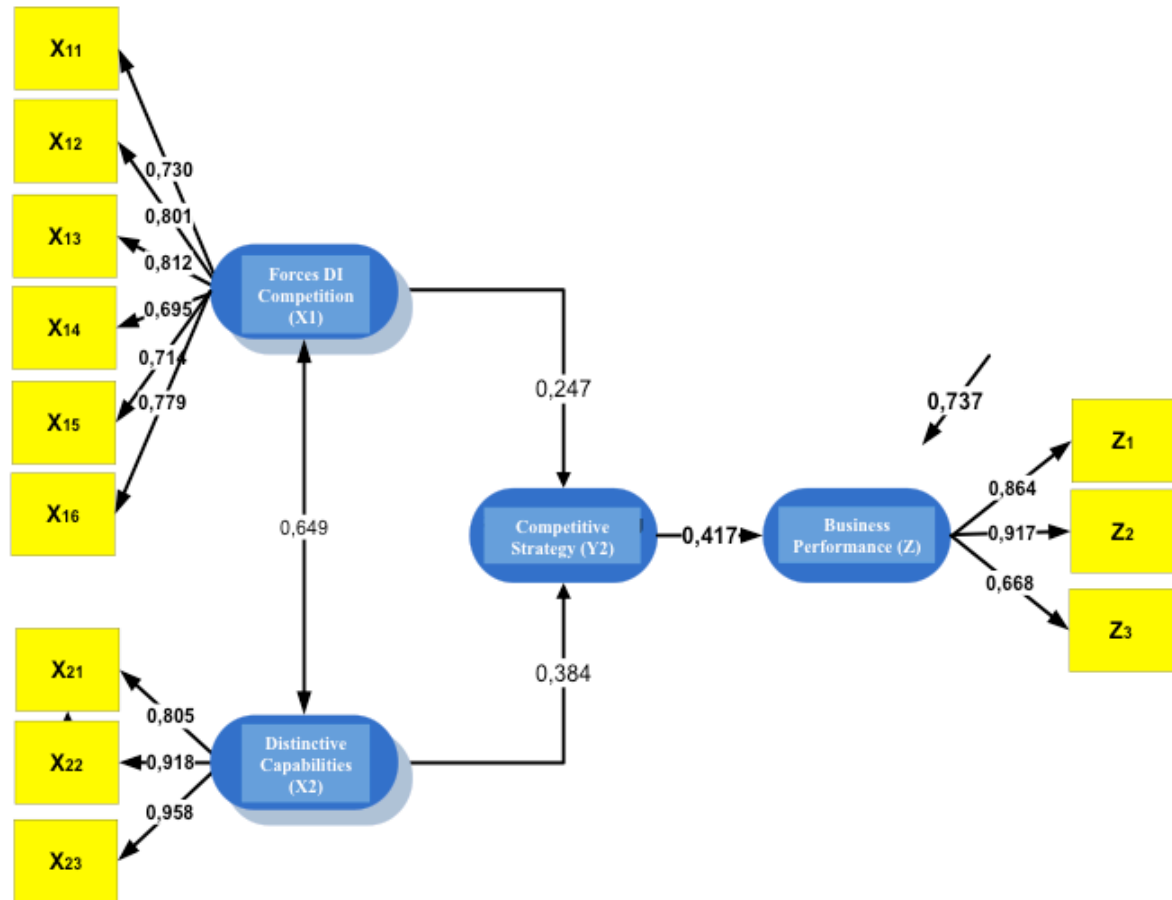 X11
X12
X13
X14
X15
X16
0,730
0,801
0,812
0,695
0,714
0,779
Forces DI
Competition
(X1)
0,247
0,649
0,737
Competitive
Strategy (Y2)
0,417
Business
Performance (Z)
0,864
0,917
0,668
Z1
Z2
Z3
0,384
X21
X22
X23
0,805
0,918
0,958
Distinctive
Capabilities
(X2)